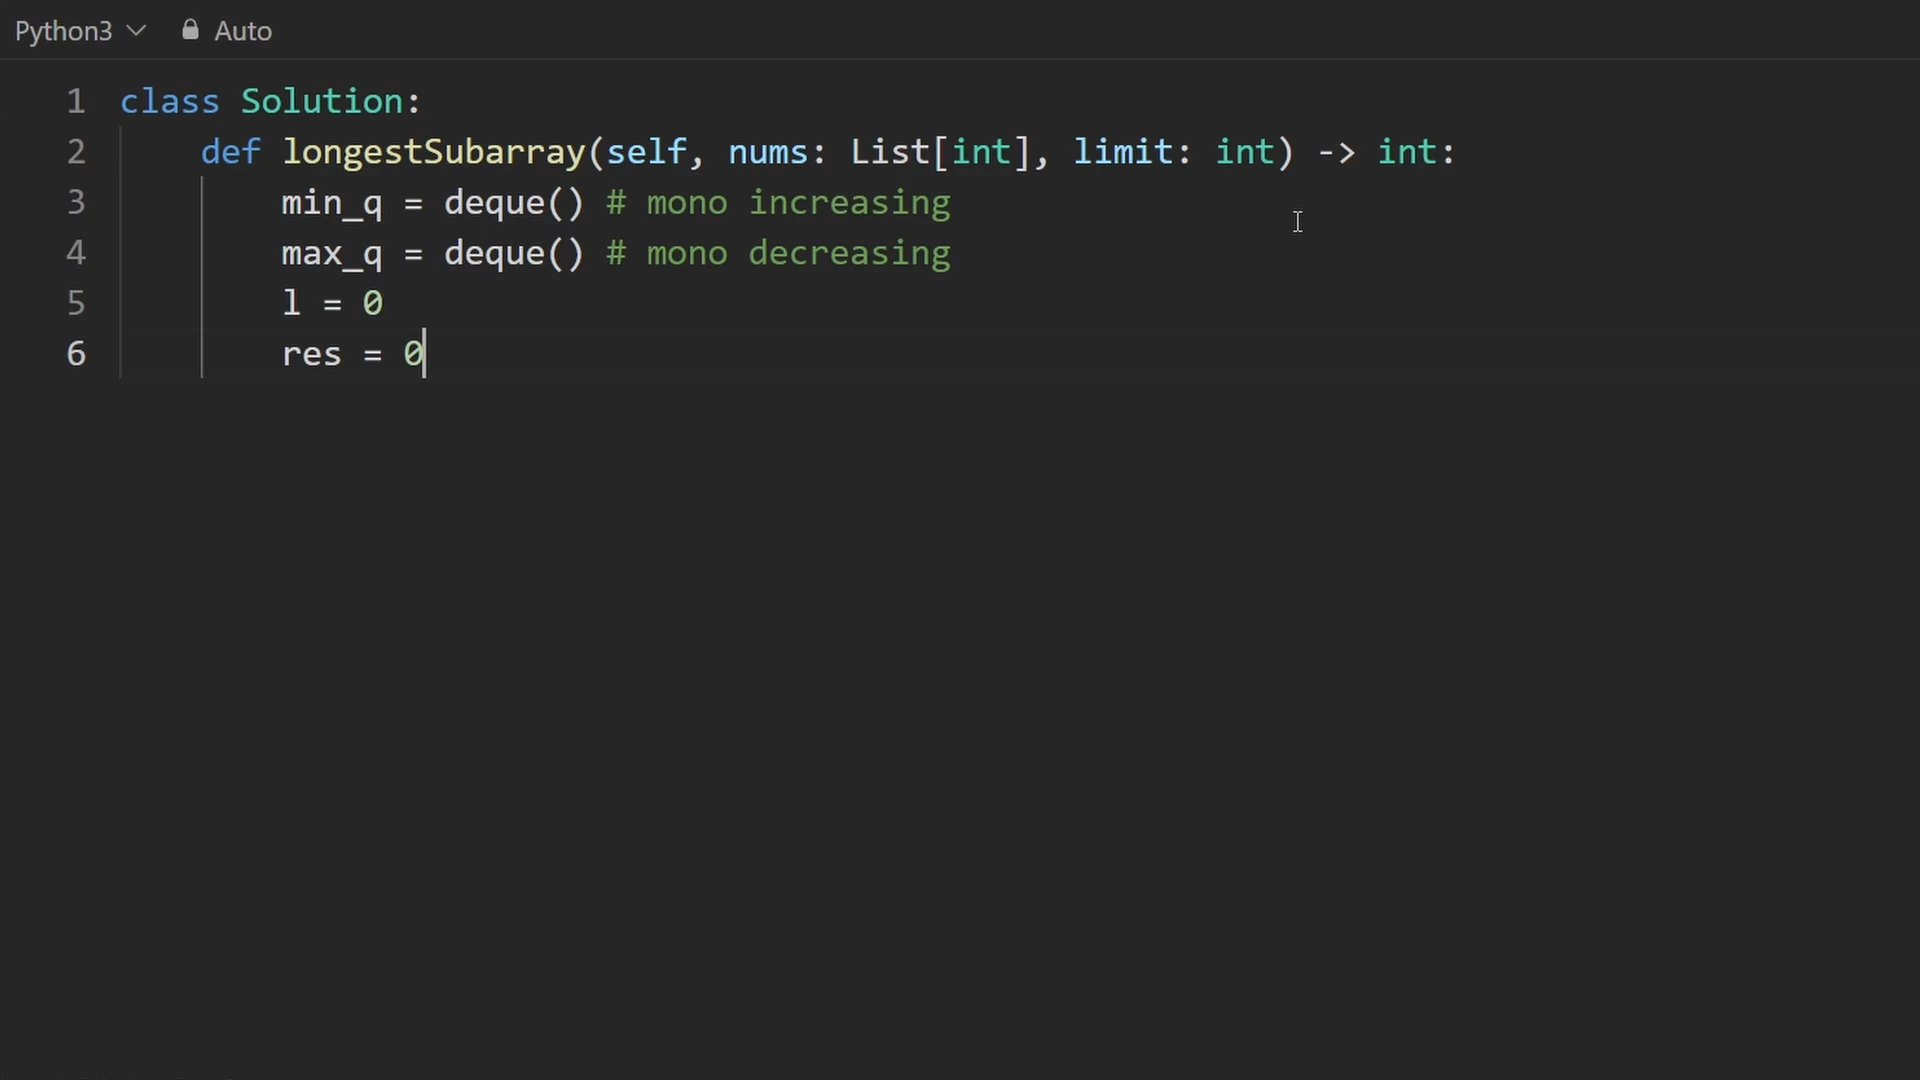 Python3 Auto
1 class Solution:
2 def longestSubarray(self, nums: List[int], limit: int) -> int:
3 min_q = deque() # mono increasing
4 max_q = deque() # mono decreasing
5 l = 0
6 res = 0